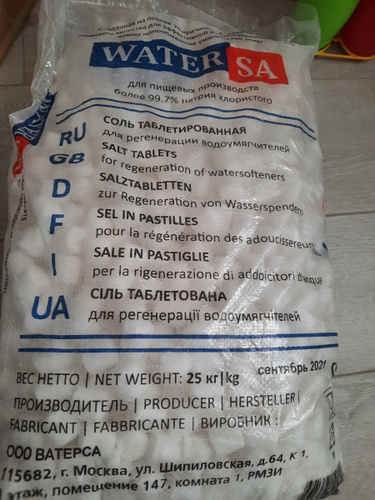 WATER SA
для пищевых производств
более 99.7% натрия хлористого
RU
СОЛЬ ТАБЛЕТИРОВАННАЯ
для регенерации водоумягчителей
GB
SALT TABLETS
for regeneration of watersofteners
D
SALZTABLETTEN
zur Regeneration von Wasserspendern
F
SEL IN PASTILLES
pour la régénération des adoucisseurs
I
SALE IN PASTIGLIE
per la rigenerazione di addoicitori d'acqua
UA
СІЛЬ ТАБЛЕТОВАНА
для регенерації водоумягчителей
ВЕС НЕТТО | NET WEIGHT: 25 кг|kg
сентябрь 2021
ПРОИЗВОДИТЕЛЬ | PRODUCER | HERSTELLER |
FABRICANT | FABBRICANTE | ВИРОБНИК :
ООО ВАТЕРСА
115682, г. Москва, ул. Шипиловская, д.64, К 1,
этаж, помещение 147, комната 1, РМ3И